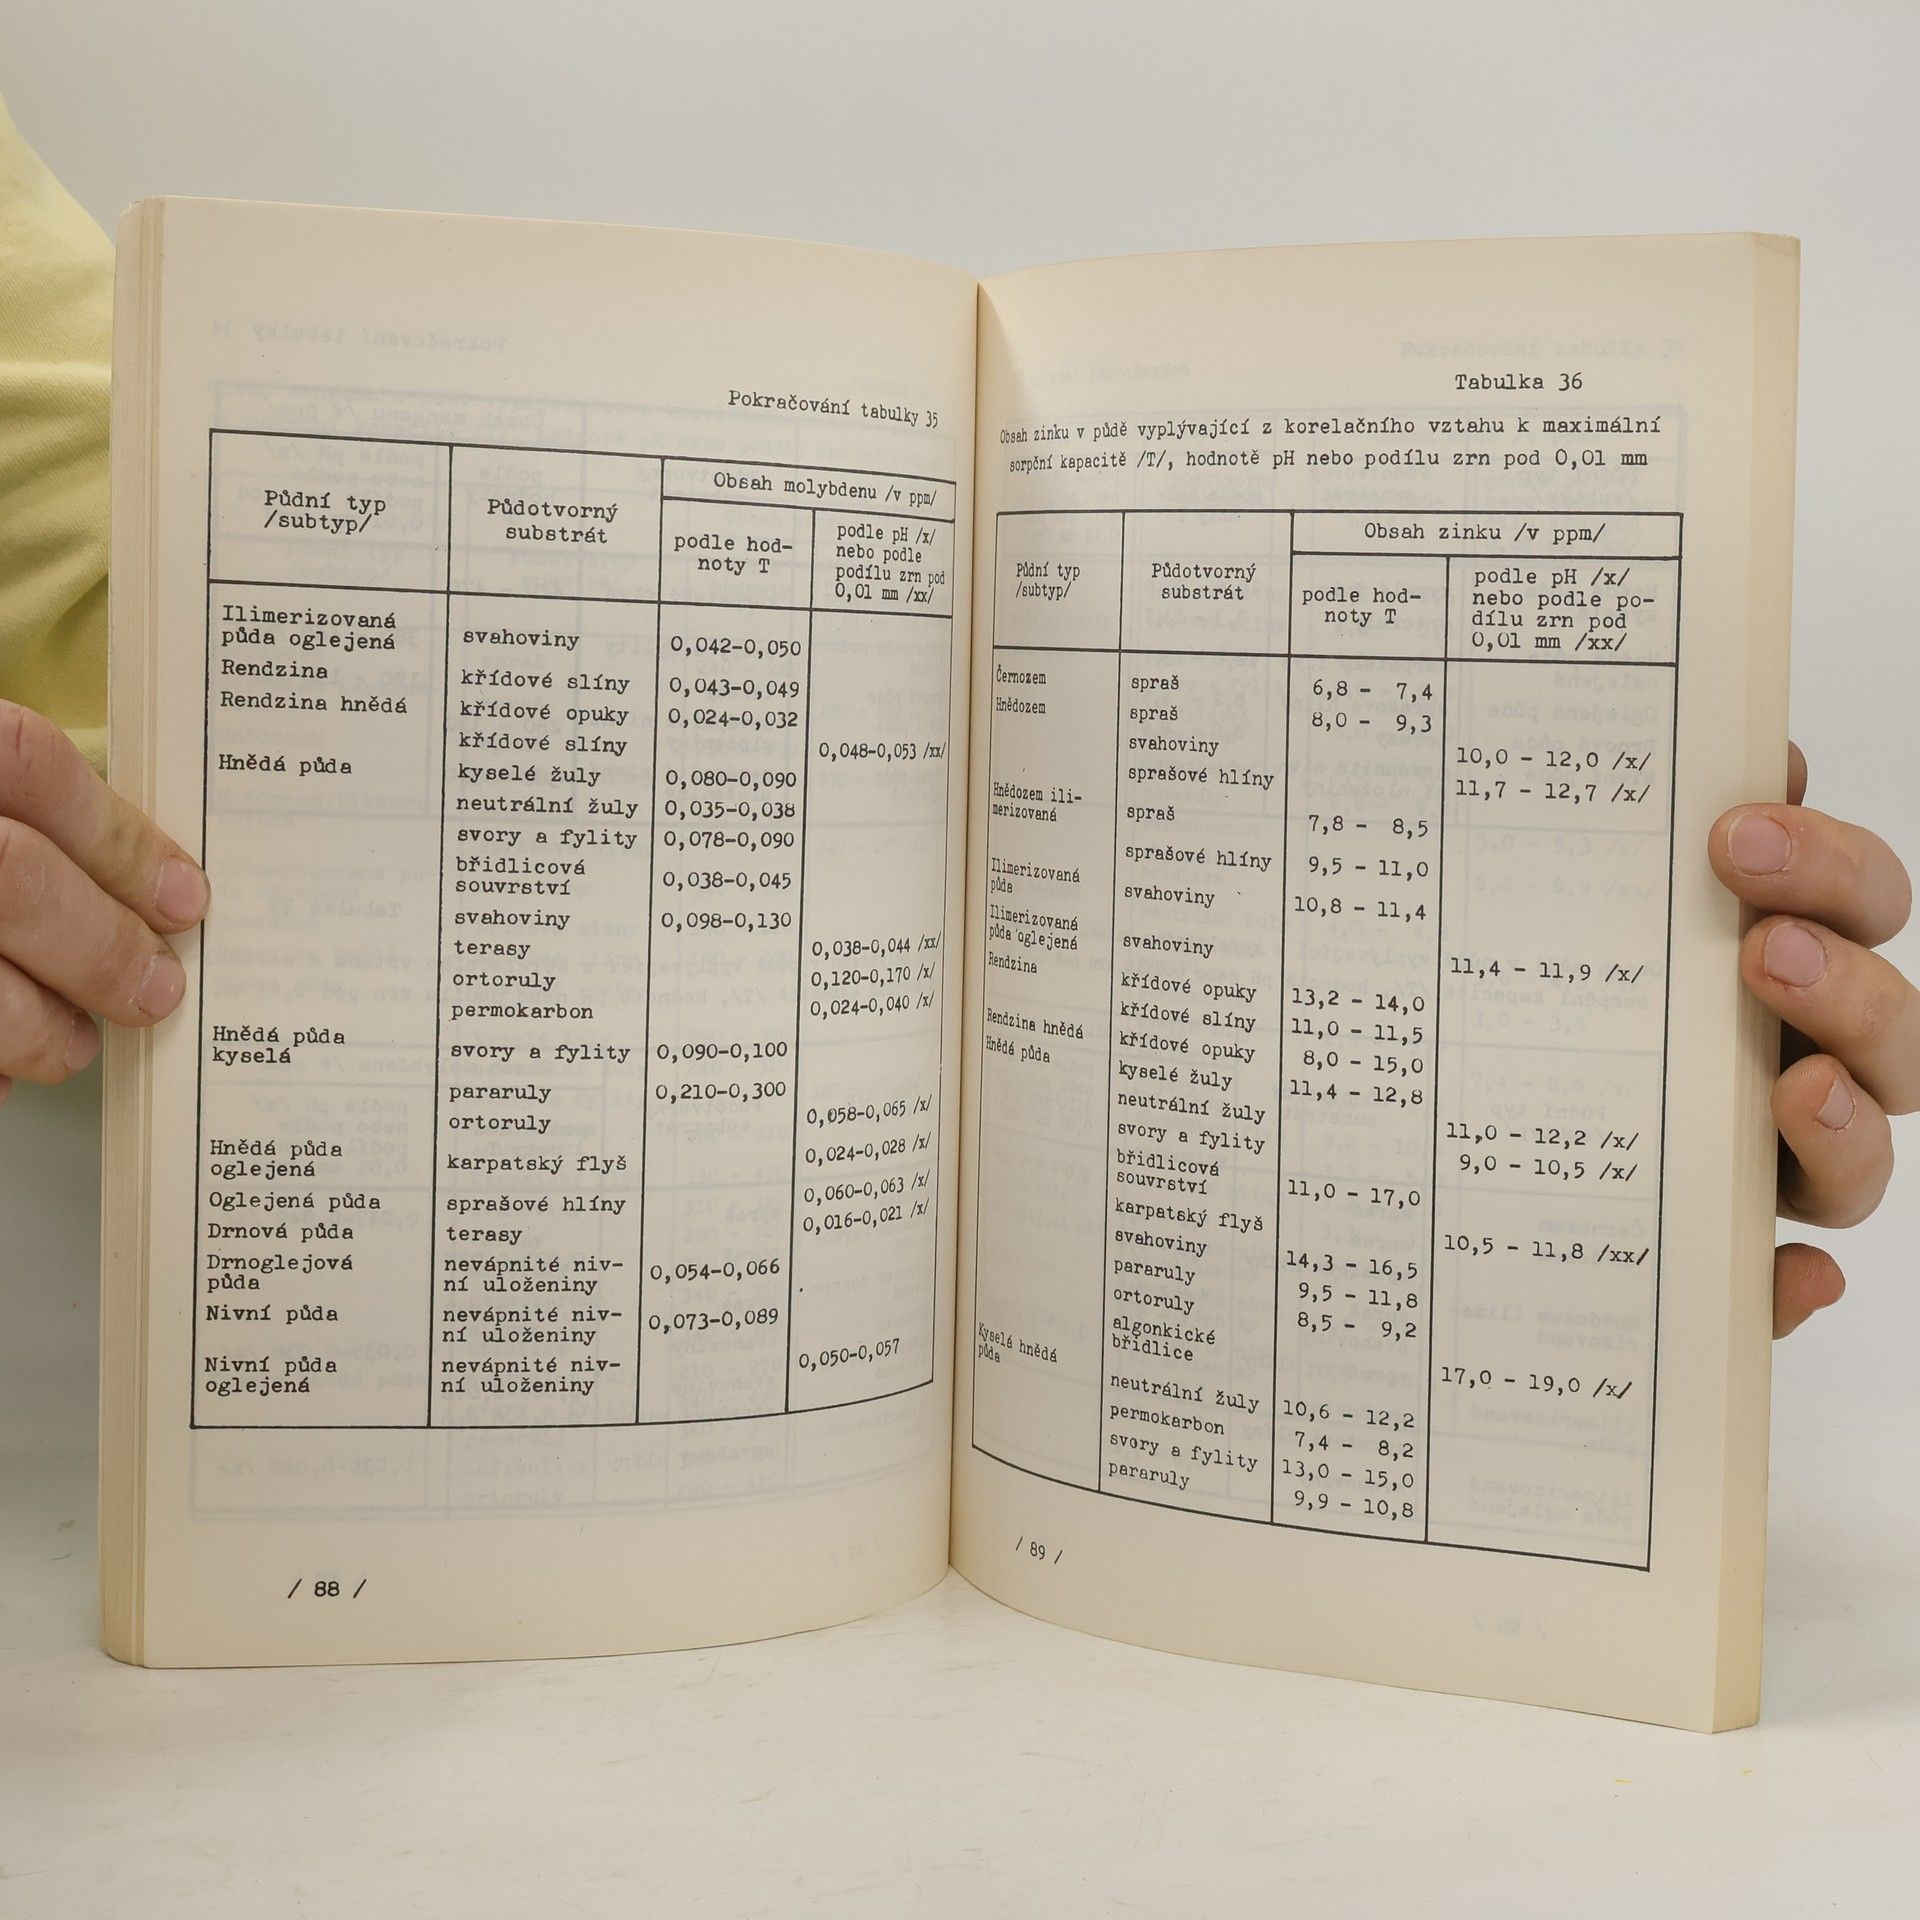 Pokračování tabulky 35
Půdní typ /subtyp/ Půdotvorný substrát Obsah molybdenu /v ppm/
podle hod-
noty T
podle pH /x/
nebo podle
podílu zrn pod
0,01 mm /xx/
Ilimerizovaná
půda oglejená svahoviny 0,042-0,050
Rendzina křídové slíny 0,043-0,049
Rendzina hnědá křídové opuky 0,024-0,032
křídové slíny 0,048-0,053 /xx/
Hnědá půda kyselé žuly 0,080-0,090
neutrální žuly 0,035-0,038
svory a fylity 0,078-0,090
břidlicová
souvrství 0,038-0,045
svahoviny 0,098-0,130
terasy 0,038-0,044 /xx/
ortoruly 0,120-0,170 /x/
permokarbon 0,024-0,040 /x/
Hnědá půda
kyselá svory a fylity 0,090-0,100
pararuly 0,210-0,300
ortoruly 0,058-0,065 /x/
Hnědá půda
oglejená karpatský flyš 0,024-0,028 /x/
Oglejená půda sprašové hlíny 0,060-0,063 /x/
Drnová půda terasy 0,016-0,021 /x/
Drnoglejová nevápnité niv-
půda ní uloženiny 0,054-0,066
Nivní půda nevápnité niv-
ní uloženiny 0,073-0,089
Nivní půda nevápnité niv-
oglejená ní uloženiny 0,050-0,057
/ 88 /
Tabulka 36
Obsah zinku v půdě vyplývající z korelačního vztahu k maximální
sorpční kapacitě /T/, hodnotě pH nebo podílu zrn pod 0,01 mm
Půdní typ /subtyp/ Půdotvorný substrát Obsah zinku /v ppm/
podle hod-
noty T
podle pH /x/
nebo podle po-
dílu zrn pod
0,01 mm /xx/
Černozem spraš 6,8 - 7,4
Hnědozem spraš 8,0 - 9,3
svahoviny 10,0 - 12,0 /x/
sprašové hlíny 11,7 - 12,7 /x/
Hnědozem ili-
merizovaná spraš 7,8 - 8,5
sprašové hlíny 9,5 - 11,0
Ilimerizovaná
půda svahoviny 10,8 - 11,4
Ilimerizovaná
půda oglejená svahoviny 11,4 - 11,9 /x/
Rendzina křídové opuky 13,2 - 14,0
křídové slíny 11,0 - 11,5
Rendzina hnědá křídové opuky 8,0 - 15,0
Hnědá půda kyselé žuly 11,4 - 12,8
neutrální žuly 11,0 - 12,2 /x/
svory a fylity 9,0 - 10,5 /x/
břidlicová
souvrství 11,0 - 17,0
karpatský flyš 10,5 - 11,8 /xx/
svahoviny 14,3 - 16,5
pararuly 9,5 - 11,8
ortoruly 8,5 - 9,2
algonkické
břidlice 17,0 - 19,0 /x/
Kyselá hnědá
půda neutrální žuly 10,6 - 12,2
permokarbon 7,4 - 8,2
svory a fylity 13,0 - 15,0
pararuly 9,9 - 10,8
/ 89 /